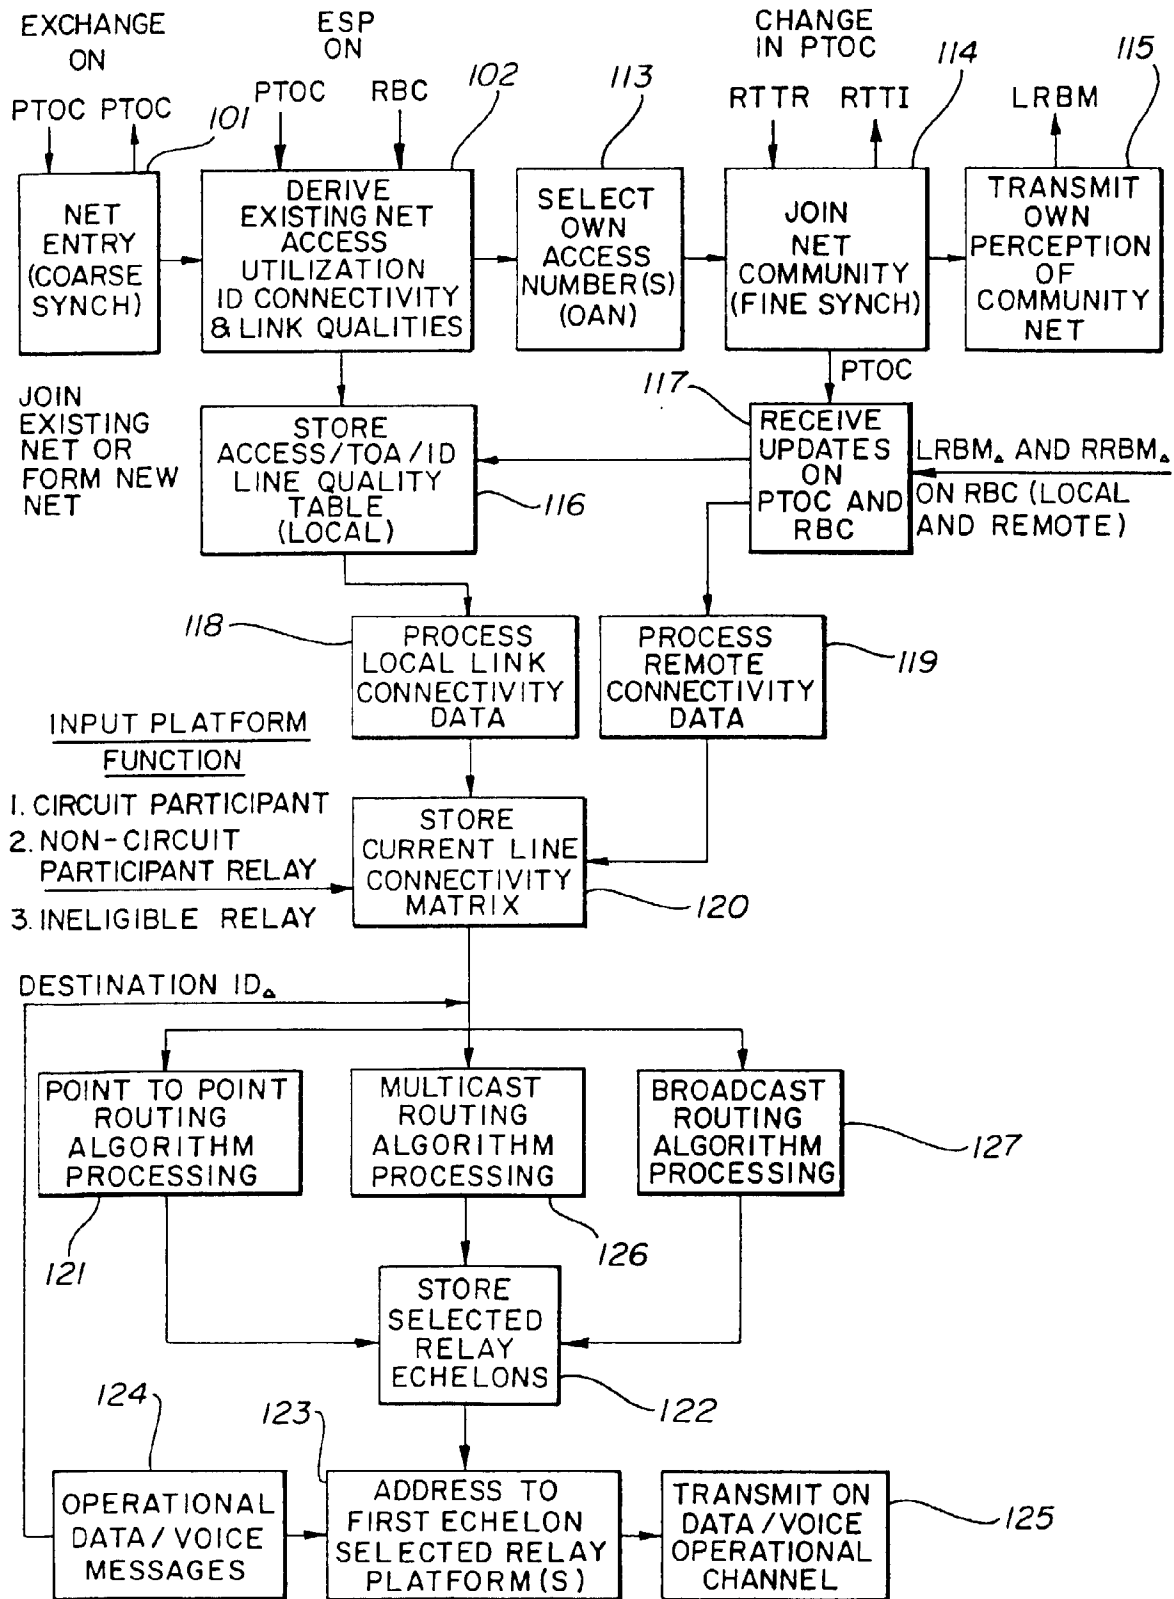 EXCHANGE
ON
PTOC PTOC
101
ESP
ON
PTOC
RBC
102
113
CHANGE
IN PTOC
RTTR
RTTI
114
LRBM
115
NET
ENTRY
(COARSE
SYNCH)
DERIVE
EXISTING NET
ACCESS
UTILIZATION
ID CONNECTIVITY
& LINK QUALITIES
SELECT
OWN
ACCESS
NUMBER(S)
(OAN)
JOIN
NET
COMMUNITY
(FINE SYNCH)
TRANSMIT
OWN
PERCEPTION
OF
COMMUNITY
NET
JOIN
EXISTING
NET OR
FORM NEW
NET
STORE
ACCESS/TOA/ID
LINE QUALITY
TABLE
(LOCAL)
116
PTOC
117
RECEIVE
UPDATES
ON
PTOC AND
RBC
LRBM△ AND RRBM△
ON RBC (LOCAL
AND REMOTE)
118
PROCESS
LOCAL LINK
CONNECTIVITY
DATA
PROCESS
REMOTE
CONNECTIVITY
DATA
119
INPUT PLATFORM
FUNCTION
1. CIRCUIT PARTICIPANT
2. NON-CIRCUIT
PARTICIPANT RELAY
3. INELIGIBLE RELAY
STORE
CURRENT LINE
CONNECTIVITY
MATRIX
120
DESTINATION ID△
POINT TO POINT
ROUTING
ALGORITHM
PROCESSING
121
MULTICAST
ROUTING
ALGORITHM
PROCESSING
126
BROADCAST
ROUTING
ALGORITHM
PROCESSING
127
STORE
SELECTED
RELAY
ECHELONS
122
124
OPERATIONAL
DATA/VOICE
MESSAGES
123
ADDRESS TO
FIRST ECHELON
SELECTED RELAY
PLATFORM(S)
TRANSMIT ON
DATA/VOICE
OPERATIONAL
CHANNEL
125